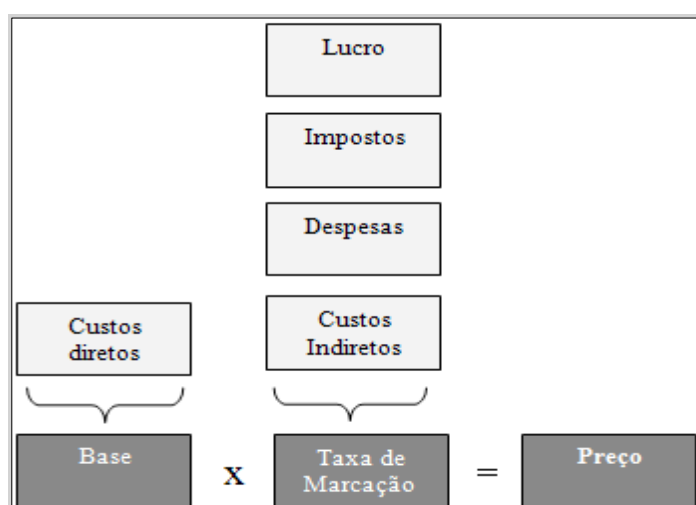 Lucro
Impostos
Despesas
Custos
diretos
Custos
Indiretos
Base
x
Taxa de
Marcação
=
Preço